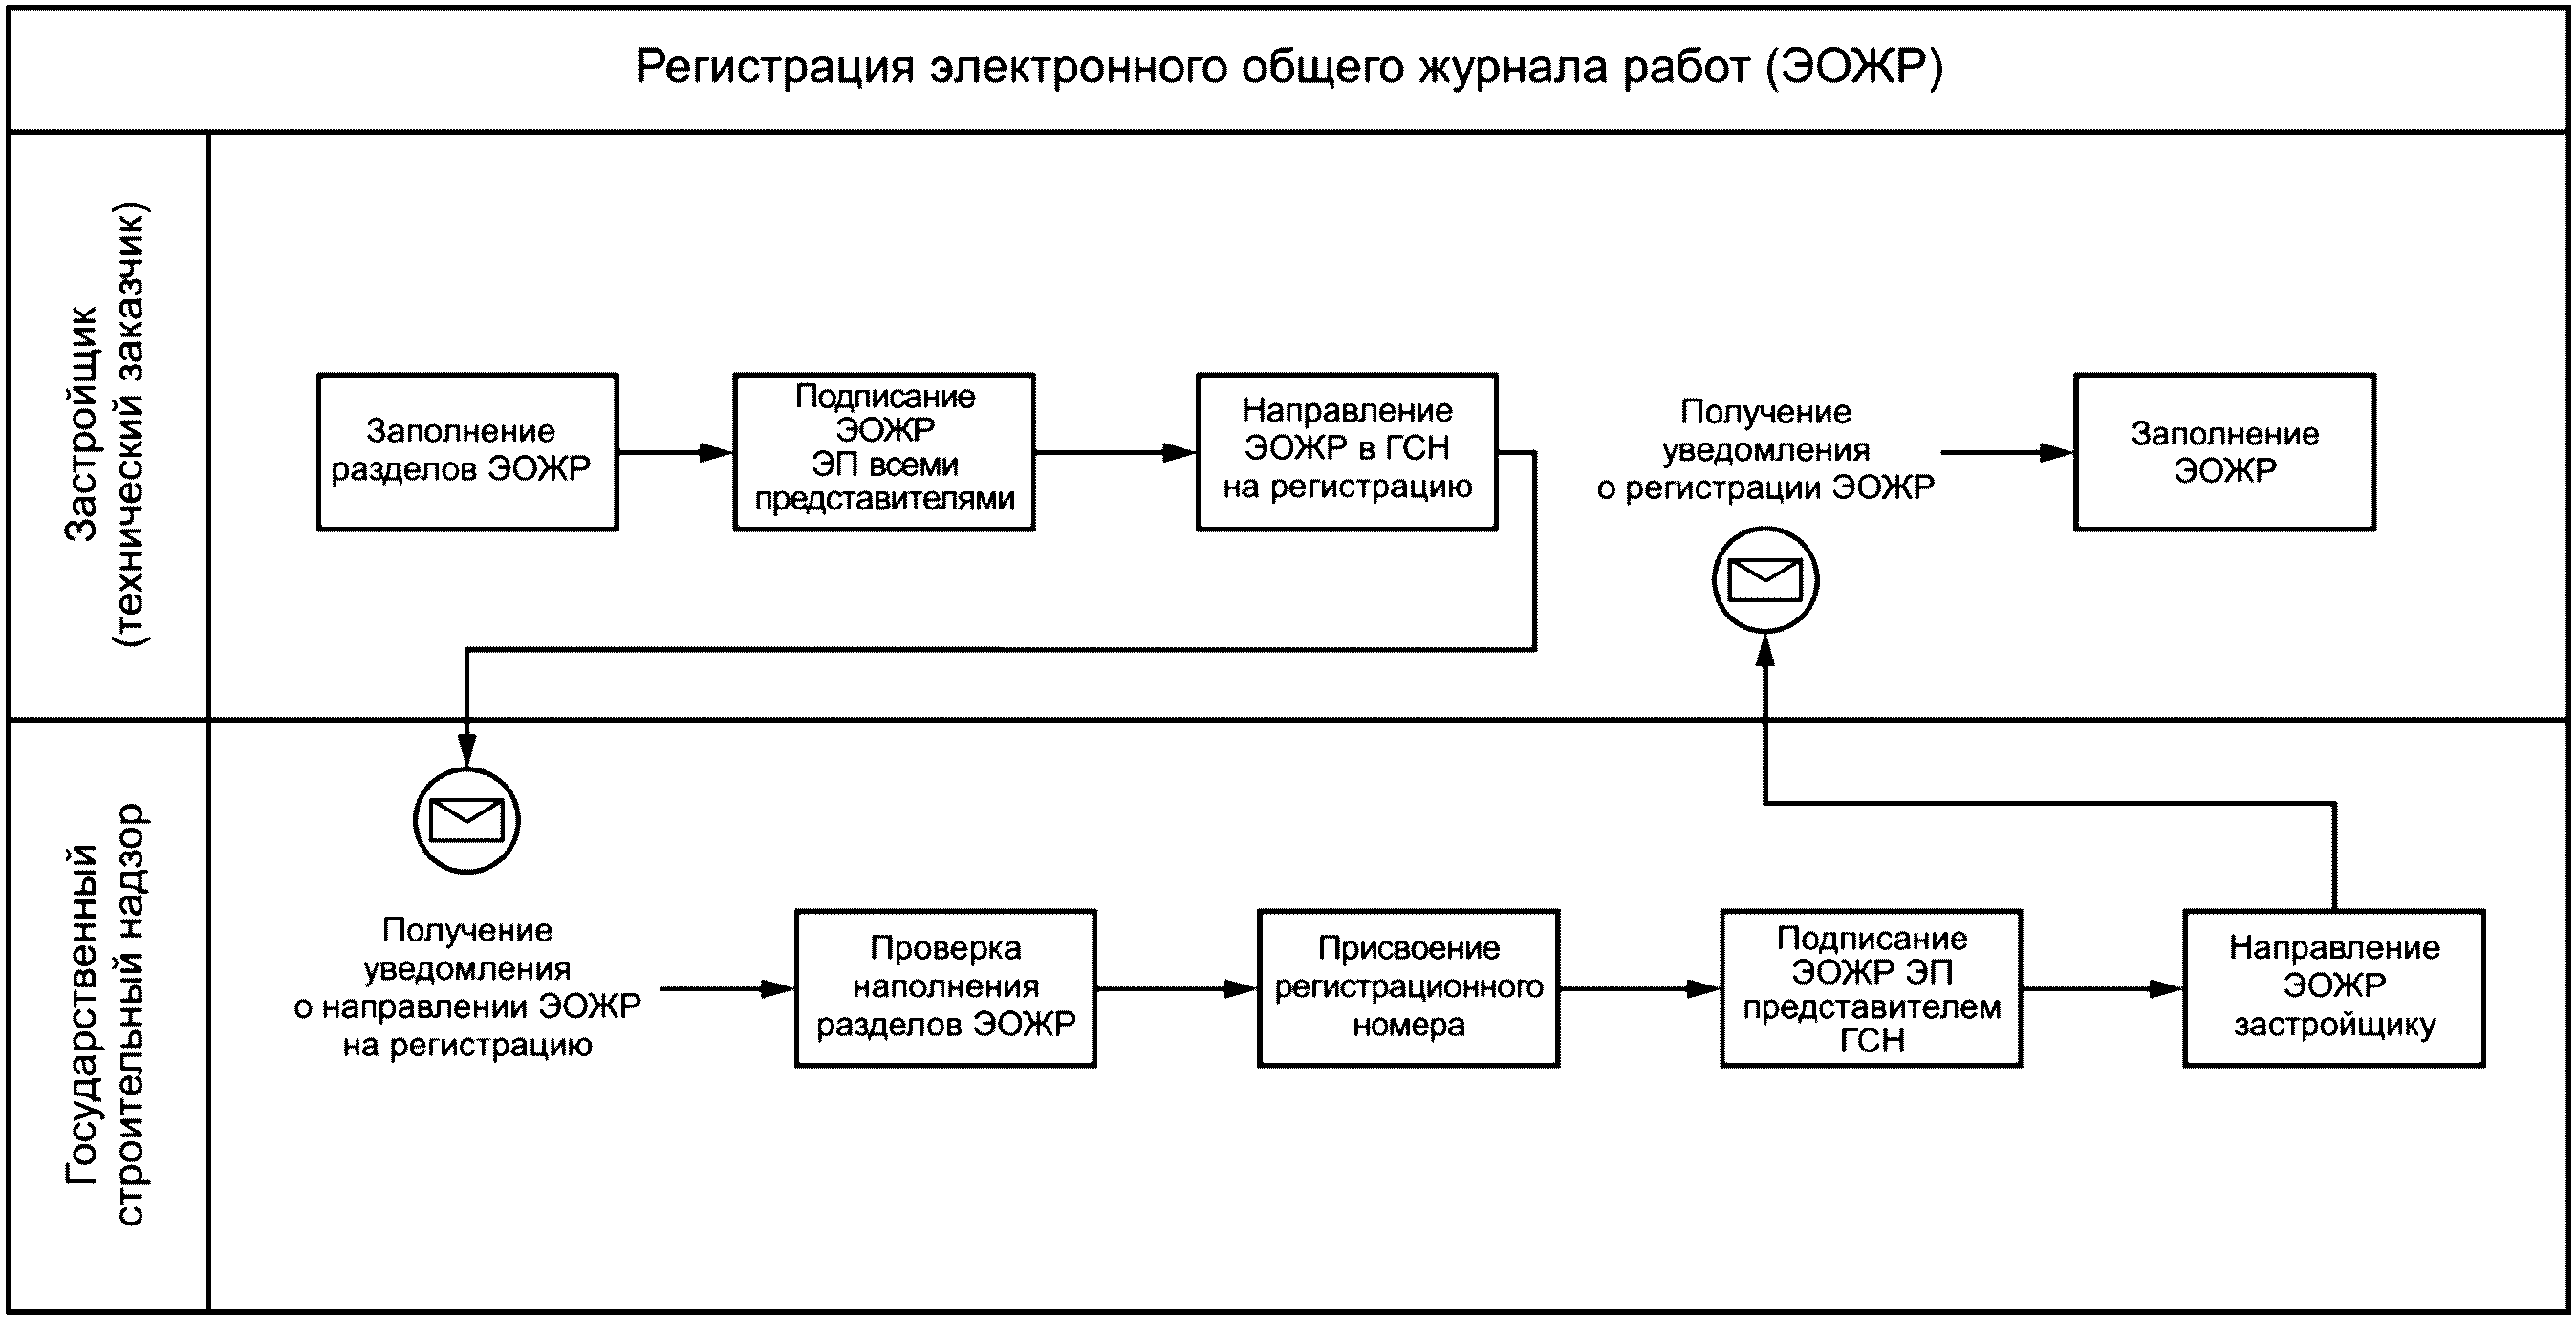 Регистрация электронного общего журнала работ (ЭОЖР)
Застройщик
(технический заказчик)
Заполнение
разделов ЭОЖР
Подписание
ЭОЖР
ЭП всеми
представителями
Направление
ЭОЖР в ГСН
на регистрацию
Получение
уведомления
о регистрации ЭОЖР
Заполнение
ЭОЖР
Государственный
строительный надзор
Получение
уведомления
о направлении ЭОЖР
на регистрацию
Проверка
наполнения
разделов ЭОЖР
Присвоение
регистрационного
номера
Подписание
ЭОЖР ЭП
представителем
ГСН
Направление
ЭОЖР
застройщику